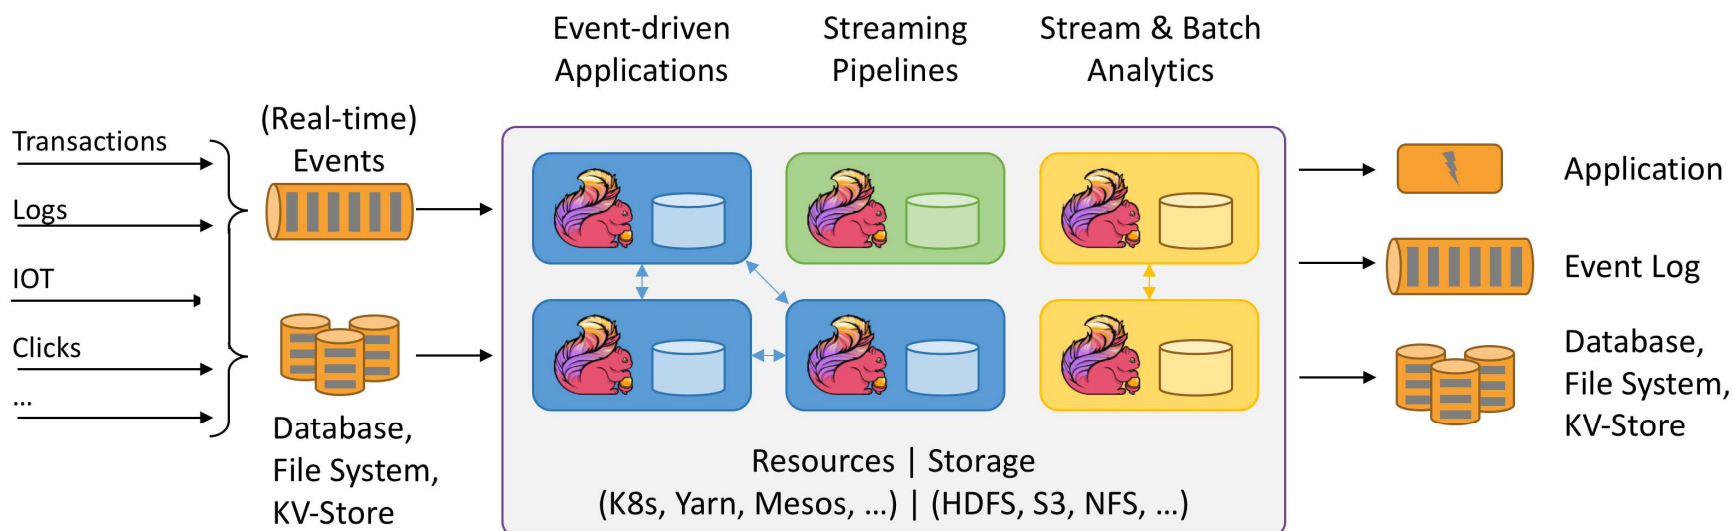 Event-driven
Applications
Streaming
Pipelines
Stream & Batch
Analytics
Transactions
Logs
IOT
Clicks
...
(Real-time)
Events
Database,
File System,
KV-Store
Resources | Storage
(K8s, Yarn, Mesos, ...) | (HDFS, S3, NFS, ...)
Application
Event Log
Database,
File System,
KV-Store